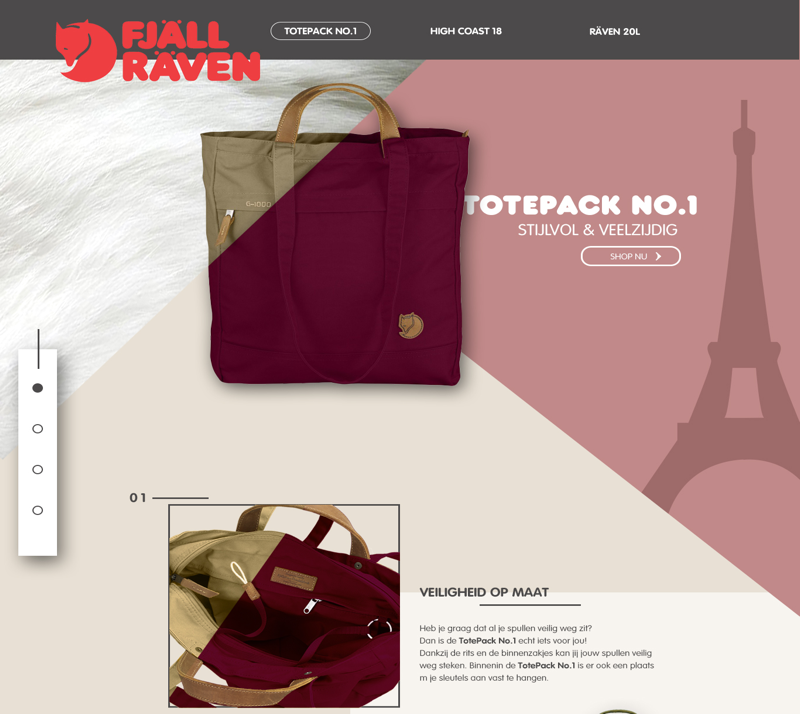 FJÄLL
RÄVEN
TOTEPACK NO.1
HIGH COAST 18
RÄVEN 20L
G-1000
TOTEPACK NO.1
STIJLVOL & VEELZIJDIG
SHOP NU
01
VEILIGHEID OP MAAT
Heb je graag dat al je spullen veilig weg zit?
Dan is de TotePack No.1 echt iets voor jou!
Dankzij de rits en de binnenzakjes kan jij jouw spullen veilig
weg steken. Binnenin de TotePack No.1 is er ook een plaats
m je sleutels aan vast te hangen.